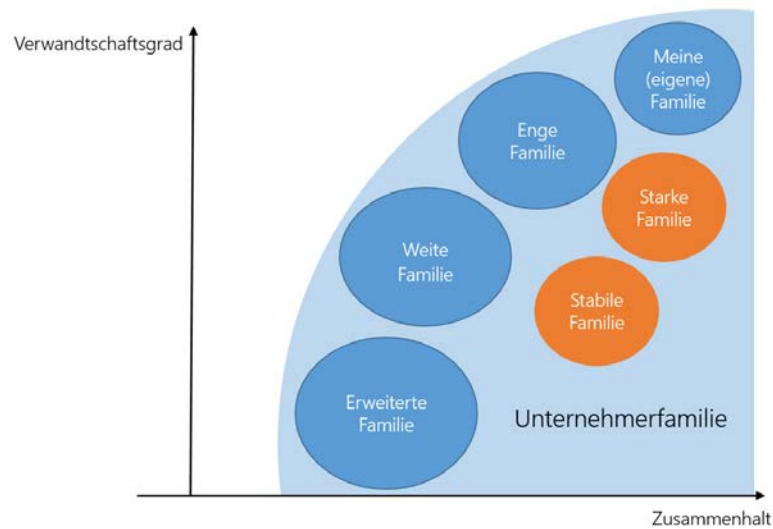 Verwandtschaftsgrad
Meine
(eigene)
Familie
Enge
Familie
Starke
Familie
Weite
Familie
Stabile
Familie
Erweiterte
Familie
Unternehmerfamilie
Zusammenhalt